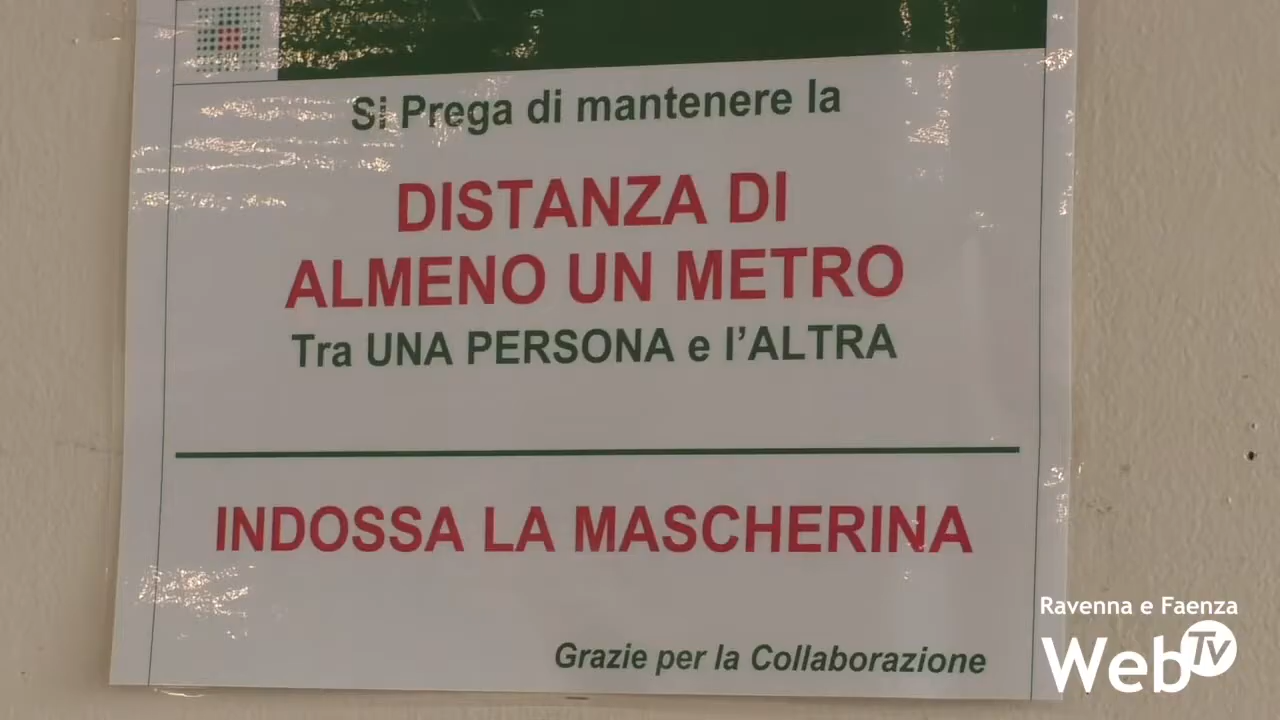 Si Prega di mantenere la
DISTANZA DI
ALMENO UN METRO
Tra UNA PERSONA e l'ALTRA
INDOSSA LA MASCHERINA
Grazie per la Collaborazione
Ravenna e Faenza
WebTv